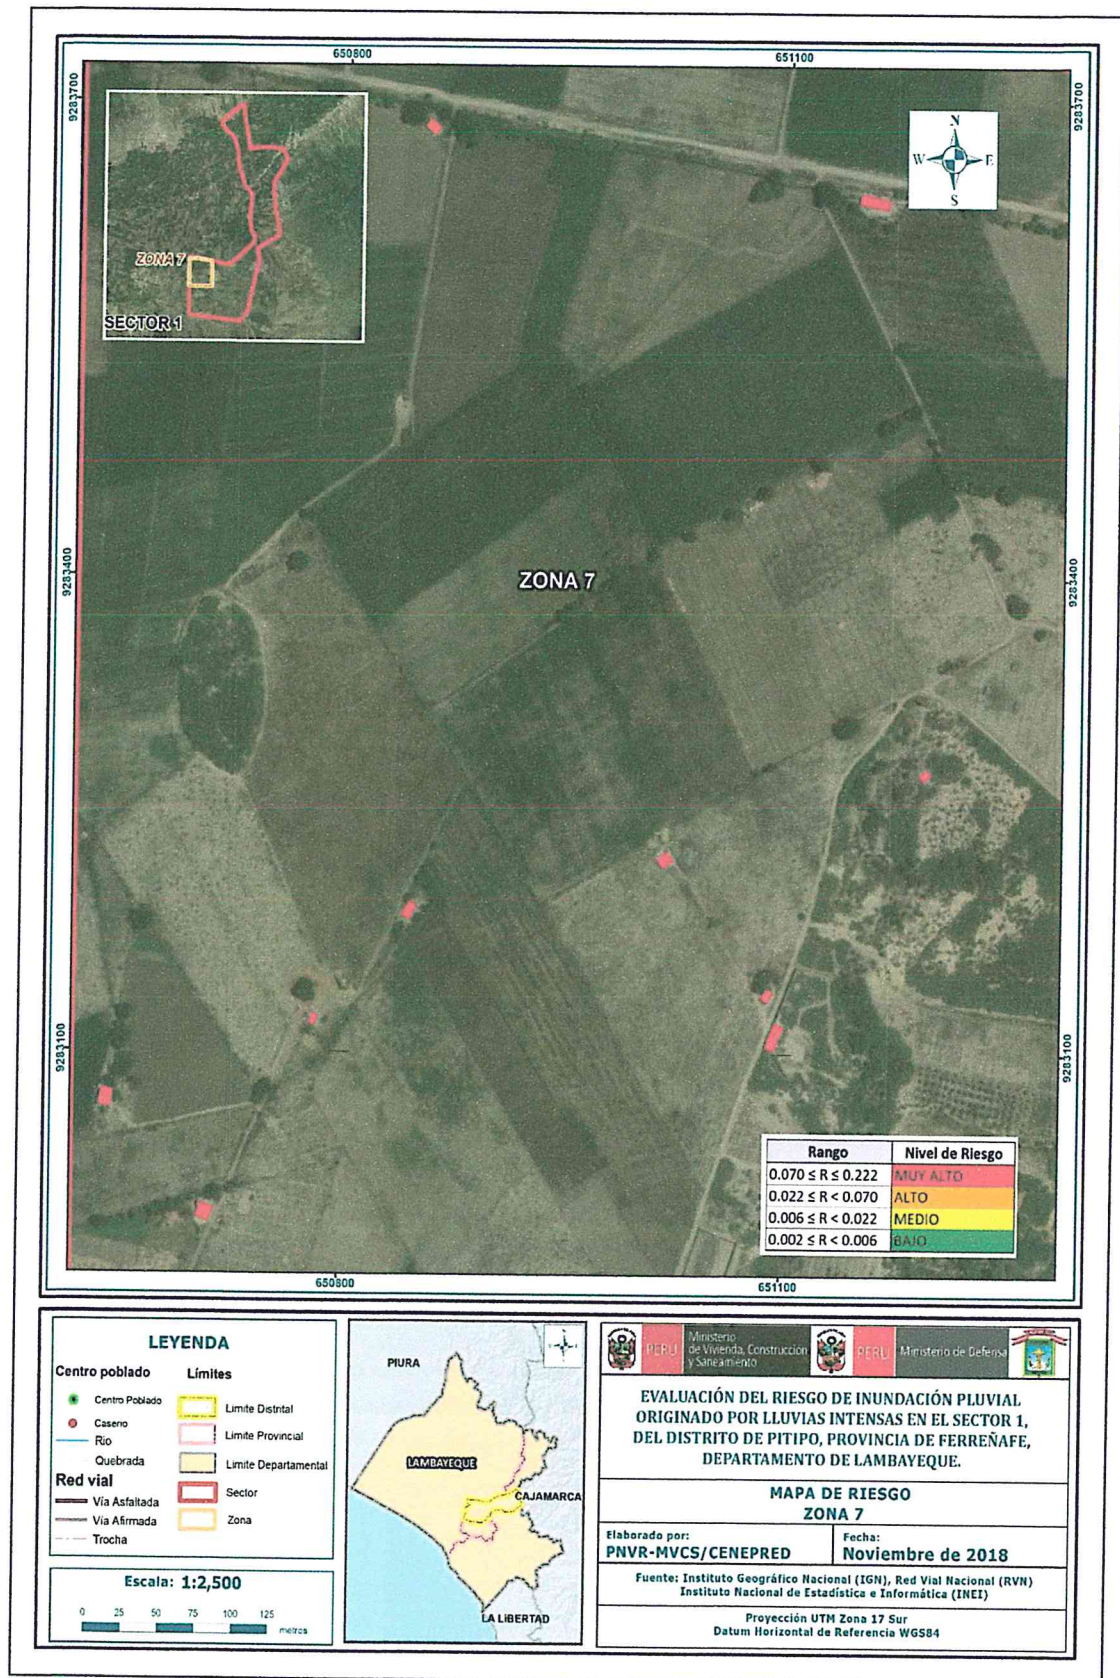 650800
651100
9283700
9283700
N
W
E
S
ZONA 7
SECTOR 1
9283400
ZONA 7
9283400
9283100
9283100
Rango
Nivel de Riesgo
0.070 ≤ R ≤ 0.222
MUY ALTO
0.022 ≤ R < 0.070
ALTO
0.006 ≤ R < 0.022
MEDIO
0.002 ≤ R < 0.006
BAJO
650800
651100
LEYENDA
Centro poblado
Centro Poblado
Caserio
Rio
Quebrada
Red vial
Vía Asfaltada
Vía Afirmada
Trocha
Límites
Limite Distrital
Limite Provincial
Limite Departamental
Sector
Zona
Escala: 1:2,500
0 25 50 75 100 125
metros
PIURA
LAMBAYEQUE
CAJAMARCA
LA LIBERTAD
PERÚ
Ministerio
de Vivienda, Construcción
y Saneamiento
PERÚ
Ministerio de Defensa
EVALUACIÓN DEL RIESGO DE INUNDACIÓN PLUVIAL
ORIGINADO POR LLUVIAS INTENSAS EN EL SECTOR 1,
DEL DISTRITO DE PITIPO, PROVINCIA DE FERREÑAFE,
DEPARTAMENTO DE LAMBAYEQUE.
MAPA DE RIESGO
ZONA 7
Elaborado por:
PNVR-MVCS/CENEPRED
Fecha:
Noviembre de 2018
Fuente: Instituto Geográfico Nacional (IGN), Red Vial Nacional (RVN)
Instituto Nacional de Estadística e Informática (INEI)
Proyección UTM Zona 17 Sur
Datum Horizontal de Referencia WGS84